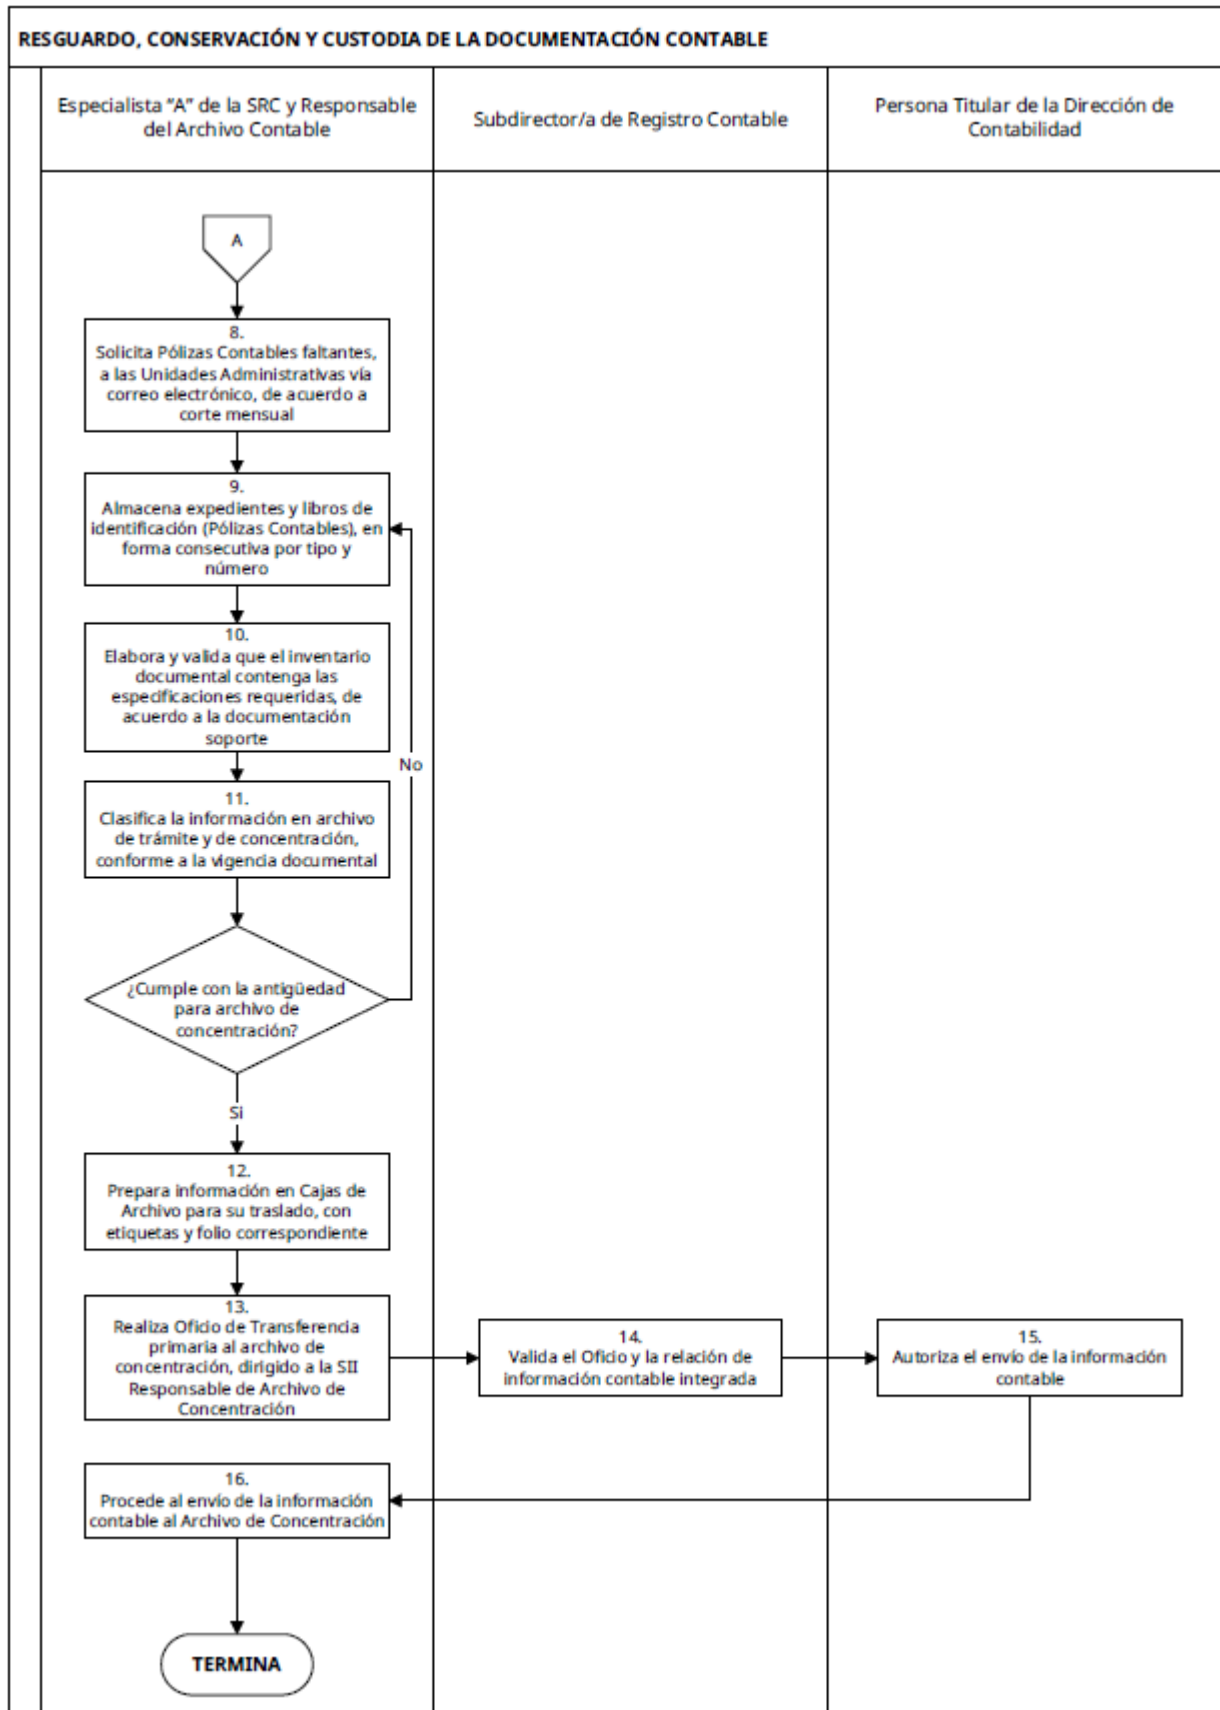 RESGUARDO, CONSERVACIÓN Y CUSTODIA DE LA DOCUMENTACIÓN CONTABLE
Especialista "A" de la SRC y Responsable
del Archivo Contable
Subdirector/a de Registro Contable
Persona Titular de la Dirección de
Contabilidad
A
8.
Solicita Pólizas Contables faltantes,
a las Unidades Administrativas vía
correo electrónico, de acuerdo a
corte mensual
9.
Almacena expedientes y libros de
identificación (Pólizas Contables), en
forma consecutiva por tipo y
número
10.
Elabora y valida que el inventario
documental contenga las
especificaciones requeridas, de
acuerdo a la documentación
soporte
No
11.
Clasifica la información en archivo
de trámite y de concentración,
conforme a la vigencia documental
¿Cumple con la antigüedad
para archivo de
concentración?
Si
12.
Prepara información en Cajas de
Archivo para su traslado, con
etiquetas y folio correspondiente
13.
Realiza Oficio de Transferencia
primaria al archivo de
concentración, dirigido a la SII
Responsable de Archivo de
Concentración
14.
Valida el Oficio y la relación de
información contable integrada
15.
Autoriza el envío de la información
contable
16.
Procede al envío de la información
contable al Archivo de Concentración
TERMINA